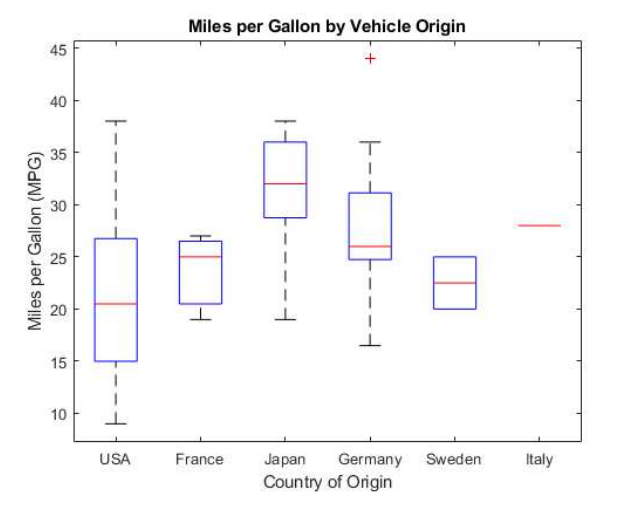 Miles per Gallon by Vehicle Origin
45
40
35
30
25
20
15
10
Miles per Gallon (MPG)
USA France Japan Germany Sweden Italy
Country of Origin